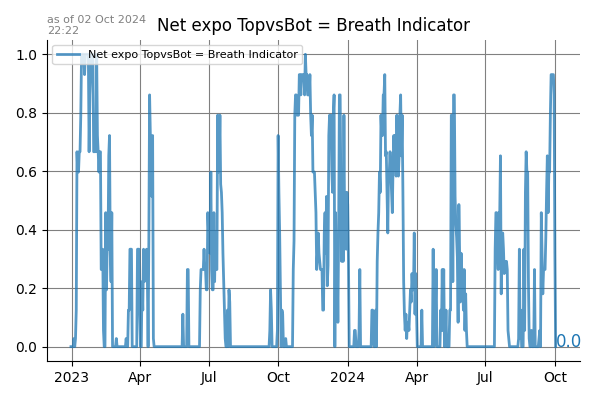 as of 02 Oct 2024
22:22
Net expo TopvsBot = Breath Indicator
Net expo TopvsBot = Breath Indicator
1.0
0.8
0.6
0.4
0.2
0.0
0.0
2023 Apr Jul Oct 2024 Apr Jul Oct